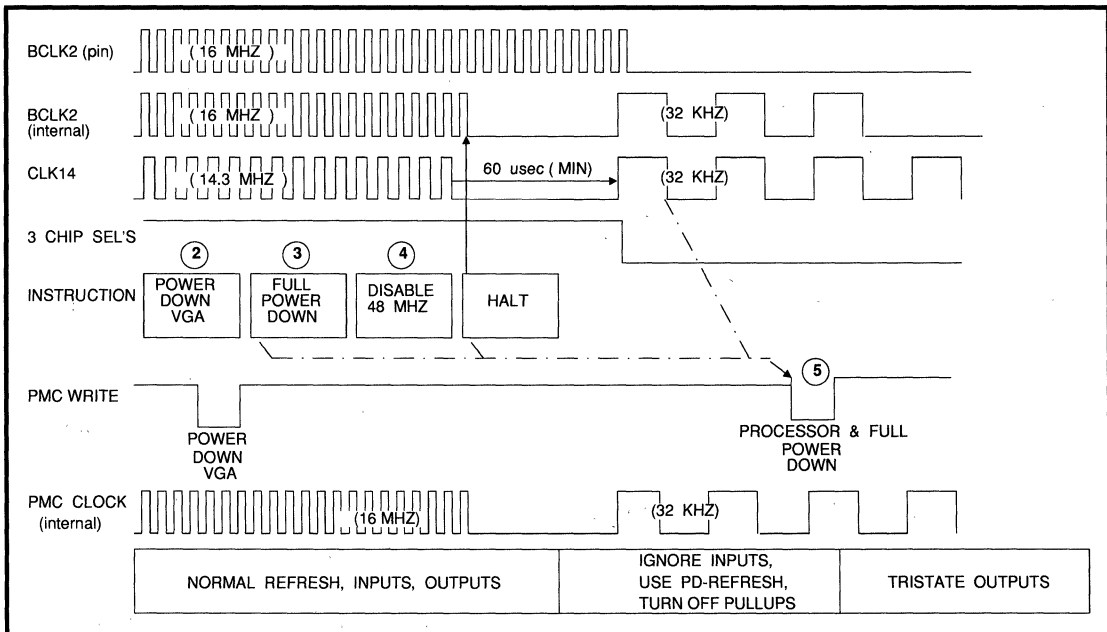 BCLK2 (pin)
( 16 MHZ )
BCLK2
(internal)
( 16 MHZ )
(32 KHZ)
CLK14
( 14.3 MHZ )
60 usec ( MIN)
(32 KHZ)
3 CHIP SEL'S
2
3
4
INSTRUCTION
POWER
DOWN
VGA
FULL
POWER
DOWN
DISABLE
48 MHZ
HALT
5
PMC WRITE
POWER
DOWN
VGA
PROCESSOR & FULL
POWER
DOWN
PMC CLOCK
(internal)
(16 MHZ)
(32 KHZ)
NORMAL REFRESH, INPUTS, OUTPUTS
IGNORE INPUTS,
USE PD-REFRESH,
TURN OFF PULLUPS
TRISTATE OUTPUTS